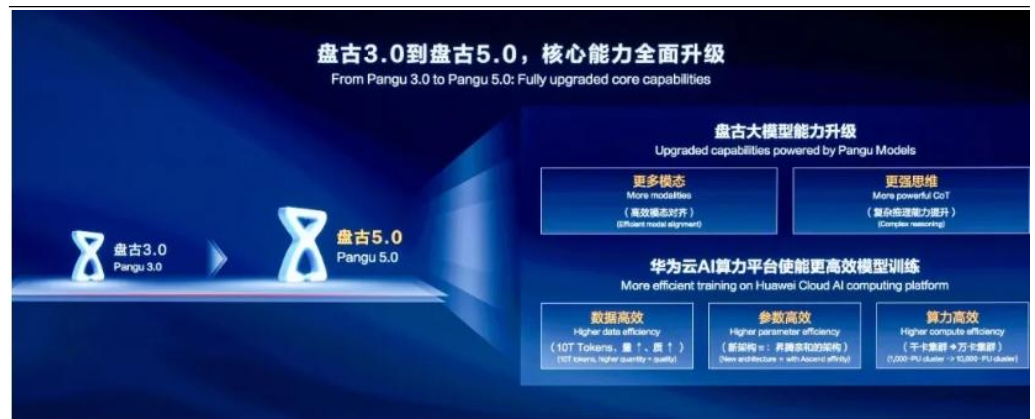 盘古3.0到盘古5.0，核心能力全面升级
From Pangu 3.0 to Pangu 5.0: Fully upgraded core capabilities
盘古3.0
Pangu 3.0
盘古5.0
Pangu 5.0
盘古大模型能力升级
Upgraded capabilities powered by Pangu Models
更多模态
More modalities
（高效模态对齐）
(Efficient modal alignment)
更强思维
More powerful CoT
（复杂推理能力提升）
(Complex reasoning)
华为云AI算力平台使能更高效模型训练
More efficient training on Huawei Cloud AI computing platform
数据高效
Higher data efficiency
（10T Tokens，量↑、质↑）
(10T tokens, higher quantity + quality)
参数高效
Higher parameter efficiency
（新架构π：昇腾亲和的架构）
(New architecture π with Ascend affinity)
算力高效
Higher compute efficiency
（千卡集群→万卡集群）
(1,000-PU cluster -> 10,000-PU cluster)